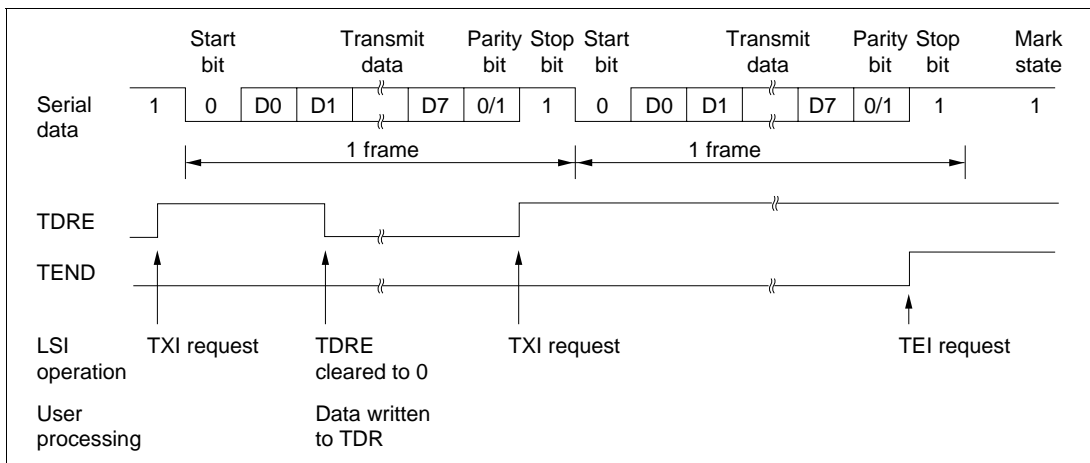 Start bit Transmit data Parity bit Stop bit Start bit Transmit data Parity bit Stop bit Mark state
Serial data 1 0 D0 D1 D7 0/1 1 0 D0 D1 D7 0/1 1 1
1 frame 1 frame
TDRE
TEND
LSI operation TXI request TDRE cleared to 0 TXI request TEI request
User processing Data written to TDR